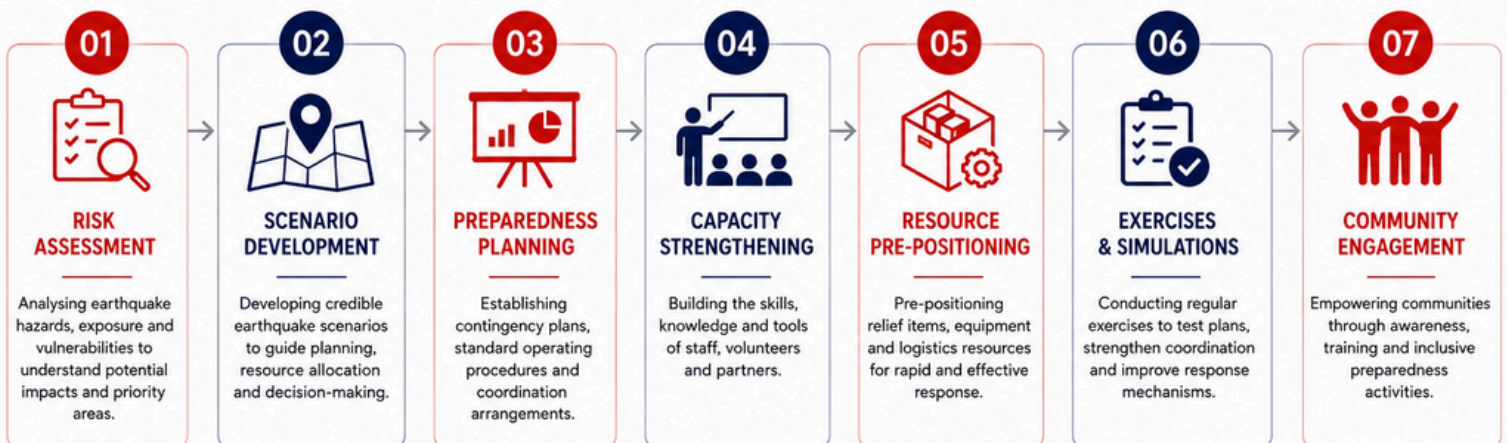 01
RISK
ASSESSMENT
Analysing earthquake
hazards, exposure and
vulnerabilities to
understand potential
impacts and priority
areas.
02
SCENARIO
DEVELOPMENT
Developing credible
earthquake scenarios
to guide planning,
resource allocation
and decision-making.
03
PREPAREDNESS
PLANNING
Establishing
contingency plans,
standard operating
procedures and
coordination
arrangements.
04
CAPACITY
STRENGTHENING
Building the skills,
knowledge and tools
of staff, volunteers
and partners.
05
RESOURCE
PRE-POSITIONING
Pre-positioning
relief items, equipment
and logistics resources
for rapid and effective
response.
06
EXERCISES
& SIMULATIONS
Conducting regular
exercises to test plans,
strengthen coordination
and improve response
mechanisms.
07
COMMUNITY
ENGAGEMENT
Empowering communities
through awareness,
training and inclusive
preparedness
activities.